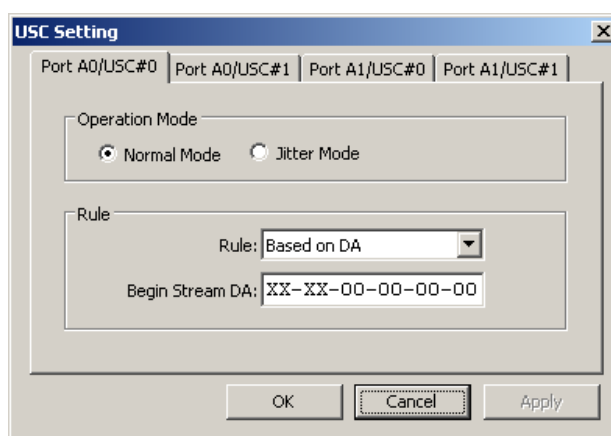 USC Setting
Port A0/USC#0 Port A0/USC#1 Port A1/USC#0 Port A1/USC#1
Operation Mode
Normal Mode Jitter Mode
Rule
Rule: Based on DA
Begin Stream DA: XX-XX-00-00-00-00
OK Cancel Apply